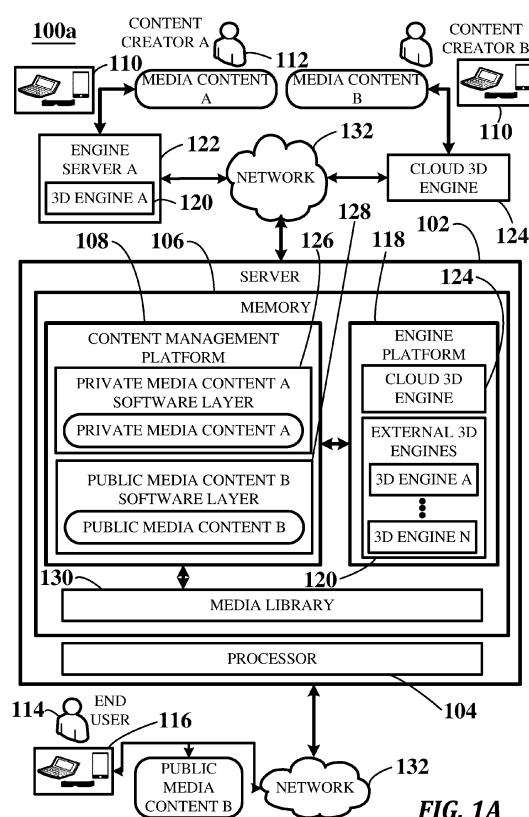 100a
CONTENT
CREATOR A
112
CONTENT
CREATOR B
110
MEDIA CONTENT
A
MEDIA CONTENT
B
110
132
ENGINE
SERVER A
122
3D ENGINE A
120
NETWORK
CLOUD 3D
ENGINE
124
108
106
126
128
118
102
124
SERVER
MEMORY
CONTENT MANAGEMENT
PLATFORM
PRIVATE MEDIA CONTENT A
SOFTWARE LAYER
PRIVATE MEDIA CONTENT A
PUBLIC MEDIA CONTENT B
SOFTWARE LAYER
PUBLIC MEDIA CONTENT B
ENGINE
PLATFORM
CLOUD 3D
ENGINE
EXTERNAL 3D
ENGINES
3D ENGINE A
3D ENGINE N
130
120
MEDIA LIBRARY
PROCESSOR
104
114
END
USER
116
PUBLIC
MEDIA
CONTENT B
NETWORK
132
FIG. 1A